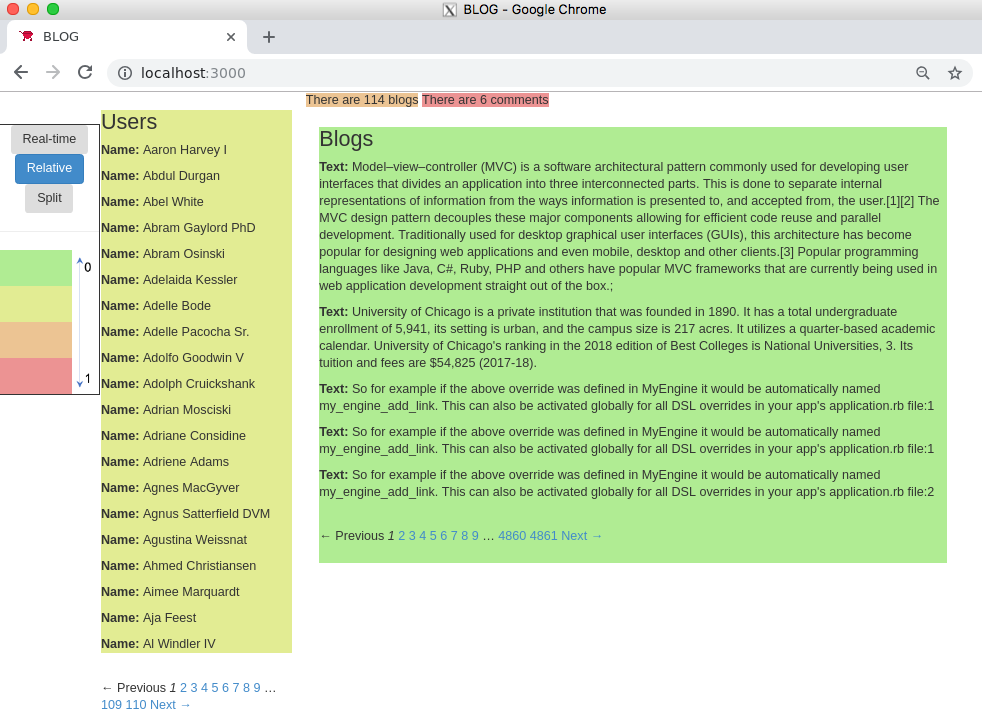 BLOG - Google Chrome
BLOG
localhost:3000
There are 114 blogs There are 6 comments
Real-time
Relative
Split
0
1
Users
Name: Aaron Harvey I
Name: Abdul Durgan
Name: Abel White
Name: Abram Gaylord PhD
Name: Abram Osinski
Name: Adelaida Kessler
Name: Adelle Bode
Name: Adelle Pacocha Sr.
Name: Adolfo Goodwin V
Name: Adolph Cruickshank
Name: Adrian Mosciski
Name: Adriane Considine
Name: Adriene Adams
Name: Agnes MacGyver
Name: Agnus Satterfield DVM
Name: Agustina Weissnat
Name: Ahmed Christiansen
Name: Aimee Marquardt
Name: Aja Feest
Name: Al Windler IV
← Previous 1 2 3 4 5 6 7 8 9 …
109 110 Next →
Blogs
Text: Model–view–controller (MVC) is a software architectural pattern commonly used for developing user
interfaces that divides an application into three interconnected parts. This is done to separate internal
representations of information from the ways information is presented to, and accepted from, the user.[1][2] The
MVC design pattern decouples these major components allowing for efficient code reuse and parallel
development. Traditionally used for desktop graphical user interfaces (GUIs), this architecture has become
popular for designing web applications and even mobile, desktop and other clients.[3] Popular programming
languages like Java, C#, Ruby, PHP and others have popular MVC frameworks that are currently being used in
web application development straight out of the box.;
Text: University of Chicago is a private institution that was founded in 1890. It has a total undergraduate
enrollment of 5,941, its setting is urban, and the campus size is 217 acres. It utilizes a quarter-based academic
calendar. University of Chicago's ranking in the 2018 edition of Best Colleges is National Universities, 3. Its
tuition and fees are $54,825 (2017-18).
Text: So for example if the above override was defined in MyEngine it would be automatically named
my_engine_add_link. This can also be activated globally for all DSL overrides in your app's application.rb file:1
Text: So for example if the above override was defined in MyEngine it would be automatically named
my_engine_add_link. This can also be activated globally for all DSL overrides in your app's application.rb file:1
Text: So for example if the above override was defined in MyEngine it would be automatically named
my_engine_add_link. This can also be activated globally for all DSL overrides in your app's application.rb file:2
← Previous 1 2 3 4 5 6 7 8 9 … 4860 4861 Next →